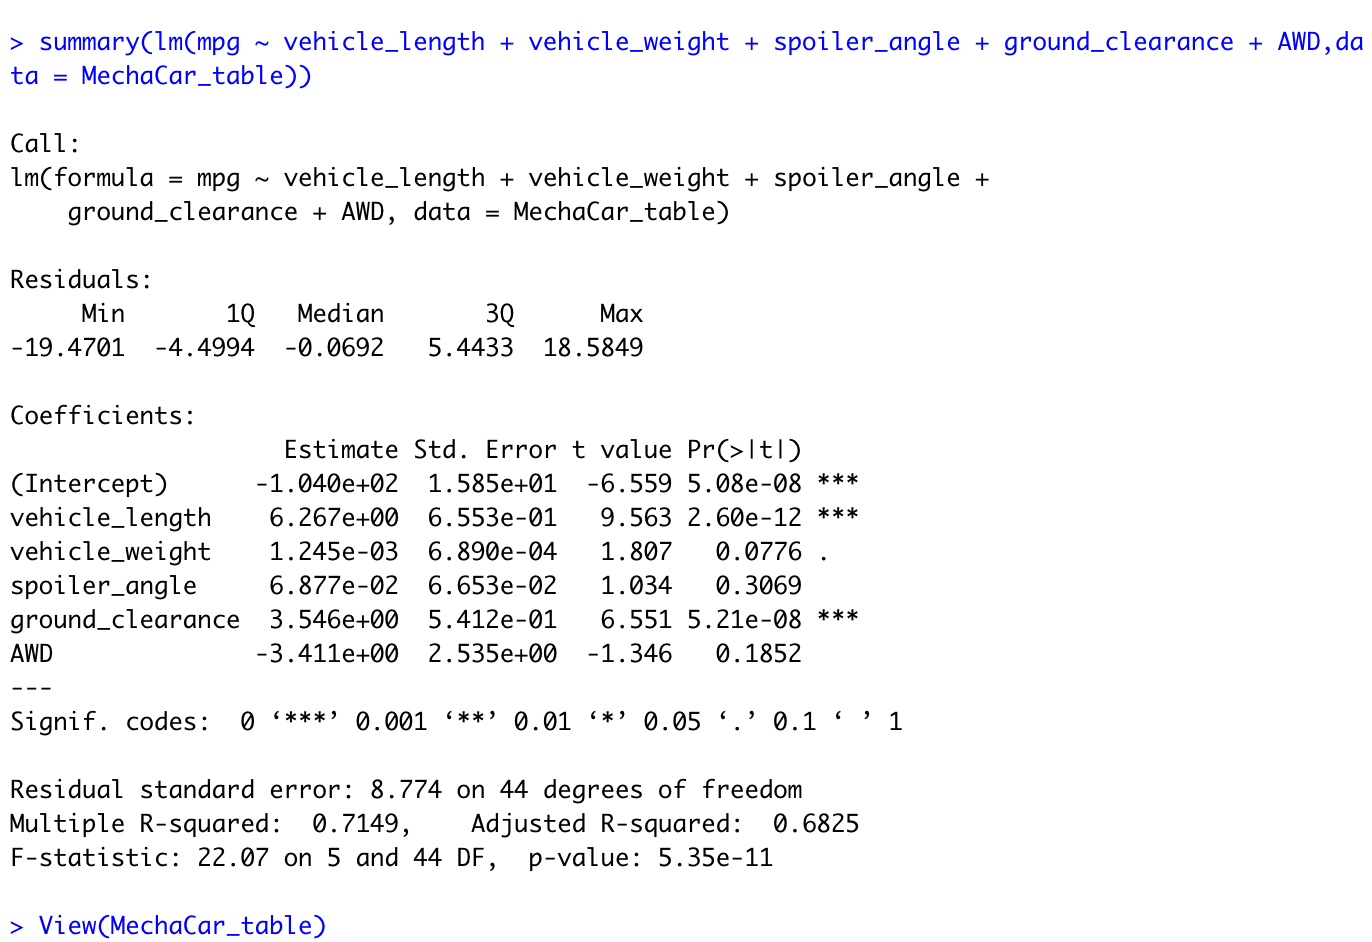 > summary(lm(mpg ~ vehicle_length + vehicle_weight + spoiler_angle + ground_clearance + AWD,da
ta = MechaCar_table))
Call:
lm(formula = mpg ~ vehicle_length + vehicle_weight + spoiler_angle +
    ground_clearance + AWD, data = MechaCar_table)
Residuals:
     Min       1Q   Median       3Q      Max
-19.4701  -4.4994  -0.0692   5.4433  18.5849
Coefficients:
                   Estimate Std. Error t value Pr(>|t|)
(Intercept)      -1.040e+02  1.585e+01  -6.559 5.08e-08 ***
vehicle_length    6.267e+00  6.553e-01   9.563 2.60e-12 ***
vehicle_weight    1.245e-03  6.890e-04   1.807   0.0776 .
spoiler_angle     6.877e-02  6.653e-02   1.034   0.3069
ground_clearance  3.546e+00  5.412e-01   6.551 5.21e-08 ***
AWD              -3.411e+00  2.535e+00  -1.346   0.1852
---
Signif. codes:  0 ‘***’ 0.001 ‘**’ 0.01 ‘*’ 0.05 ‘.’ 0.1 ‘ ’ 1
Residual standard error: 8.774 on 44 degrees of freedom
Multiple R-squared:  0.7149,    Adjusted R-squared:  0.6825
F-statistic: 22.07 on 5 and 44 DF,  p-value: 5.35e-11
> View(MechaCar_table)